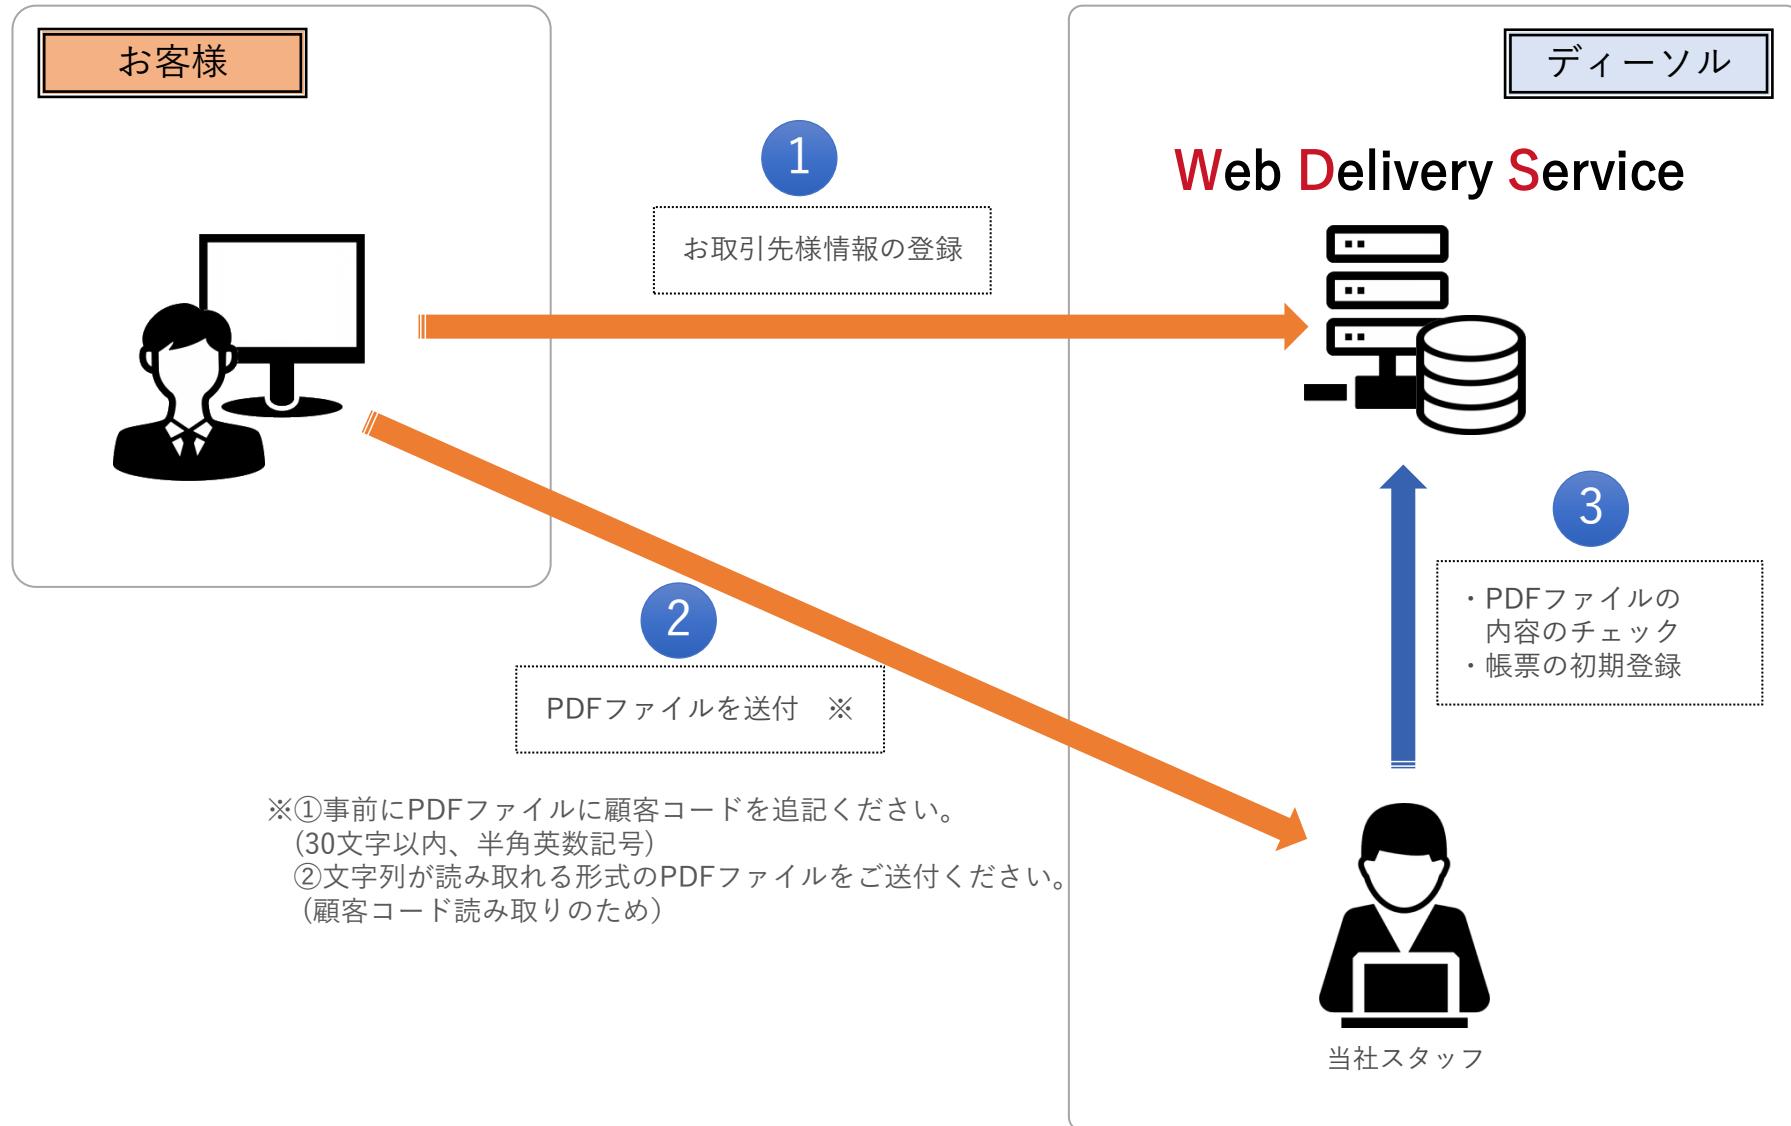 お客様
ディーソル
1
Web Delivery Service
お取引先様情報の登録
3
・PDFファイルの
内容のチェック
・帳票の初期登録
2
PDFファイルを送付　※
※①事前にPDFファイルに顧客コードを追記ください。
(30文字以内、半角英数記号)
②文字列が読み取れる形式のPDFファイルをご送付ください。
（顧客コード読み取りのため）
当社スタッフ